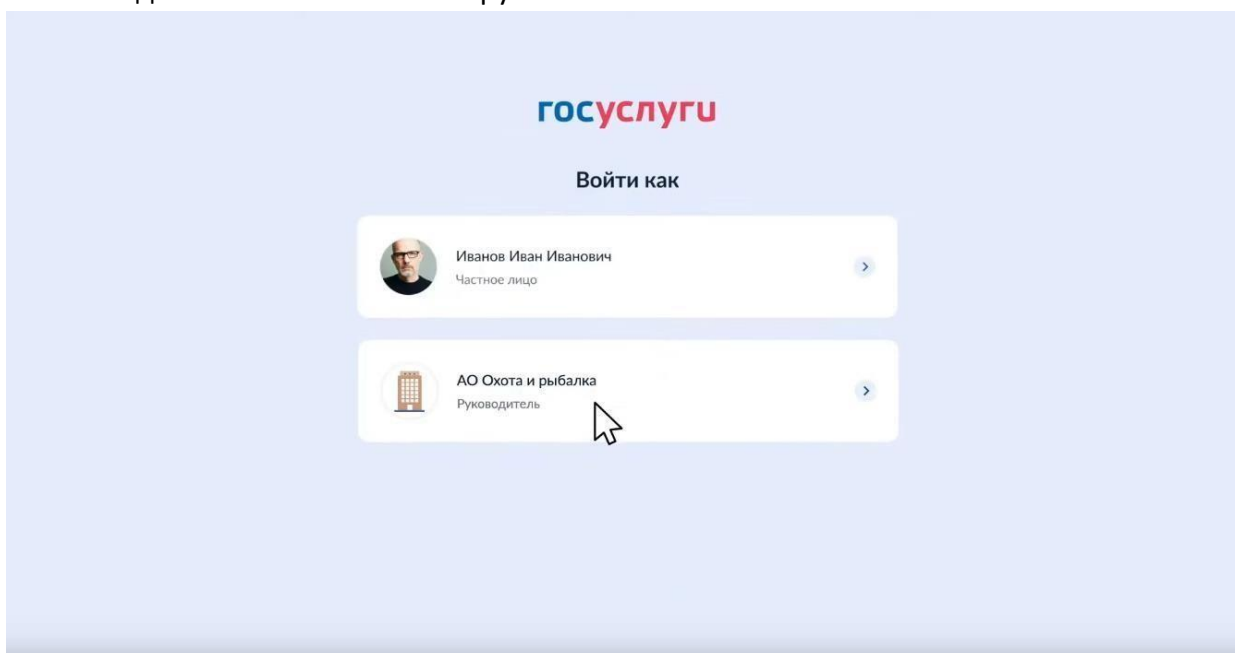 госуслуги
Войти как
Иванов Иван Иванович
Частное лицо
АО Охота и рыбалка
Руководитель